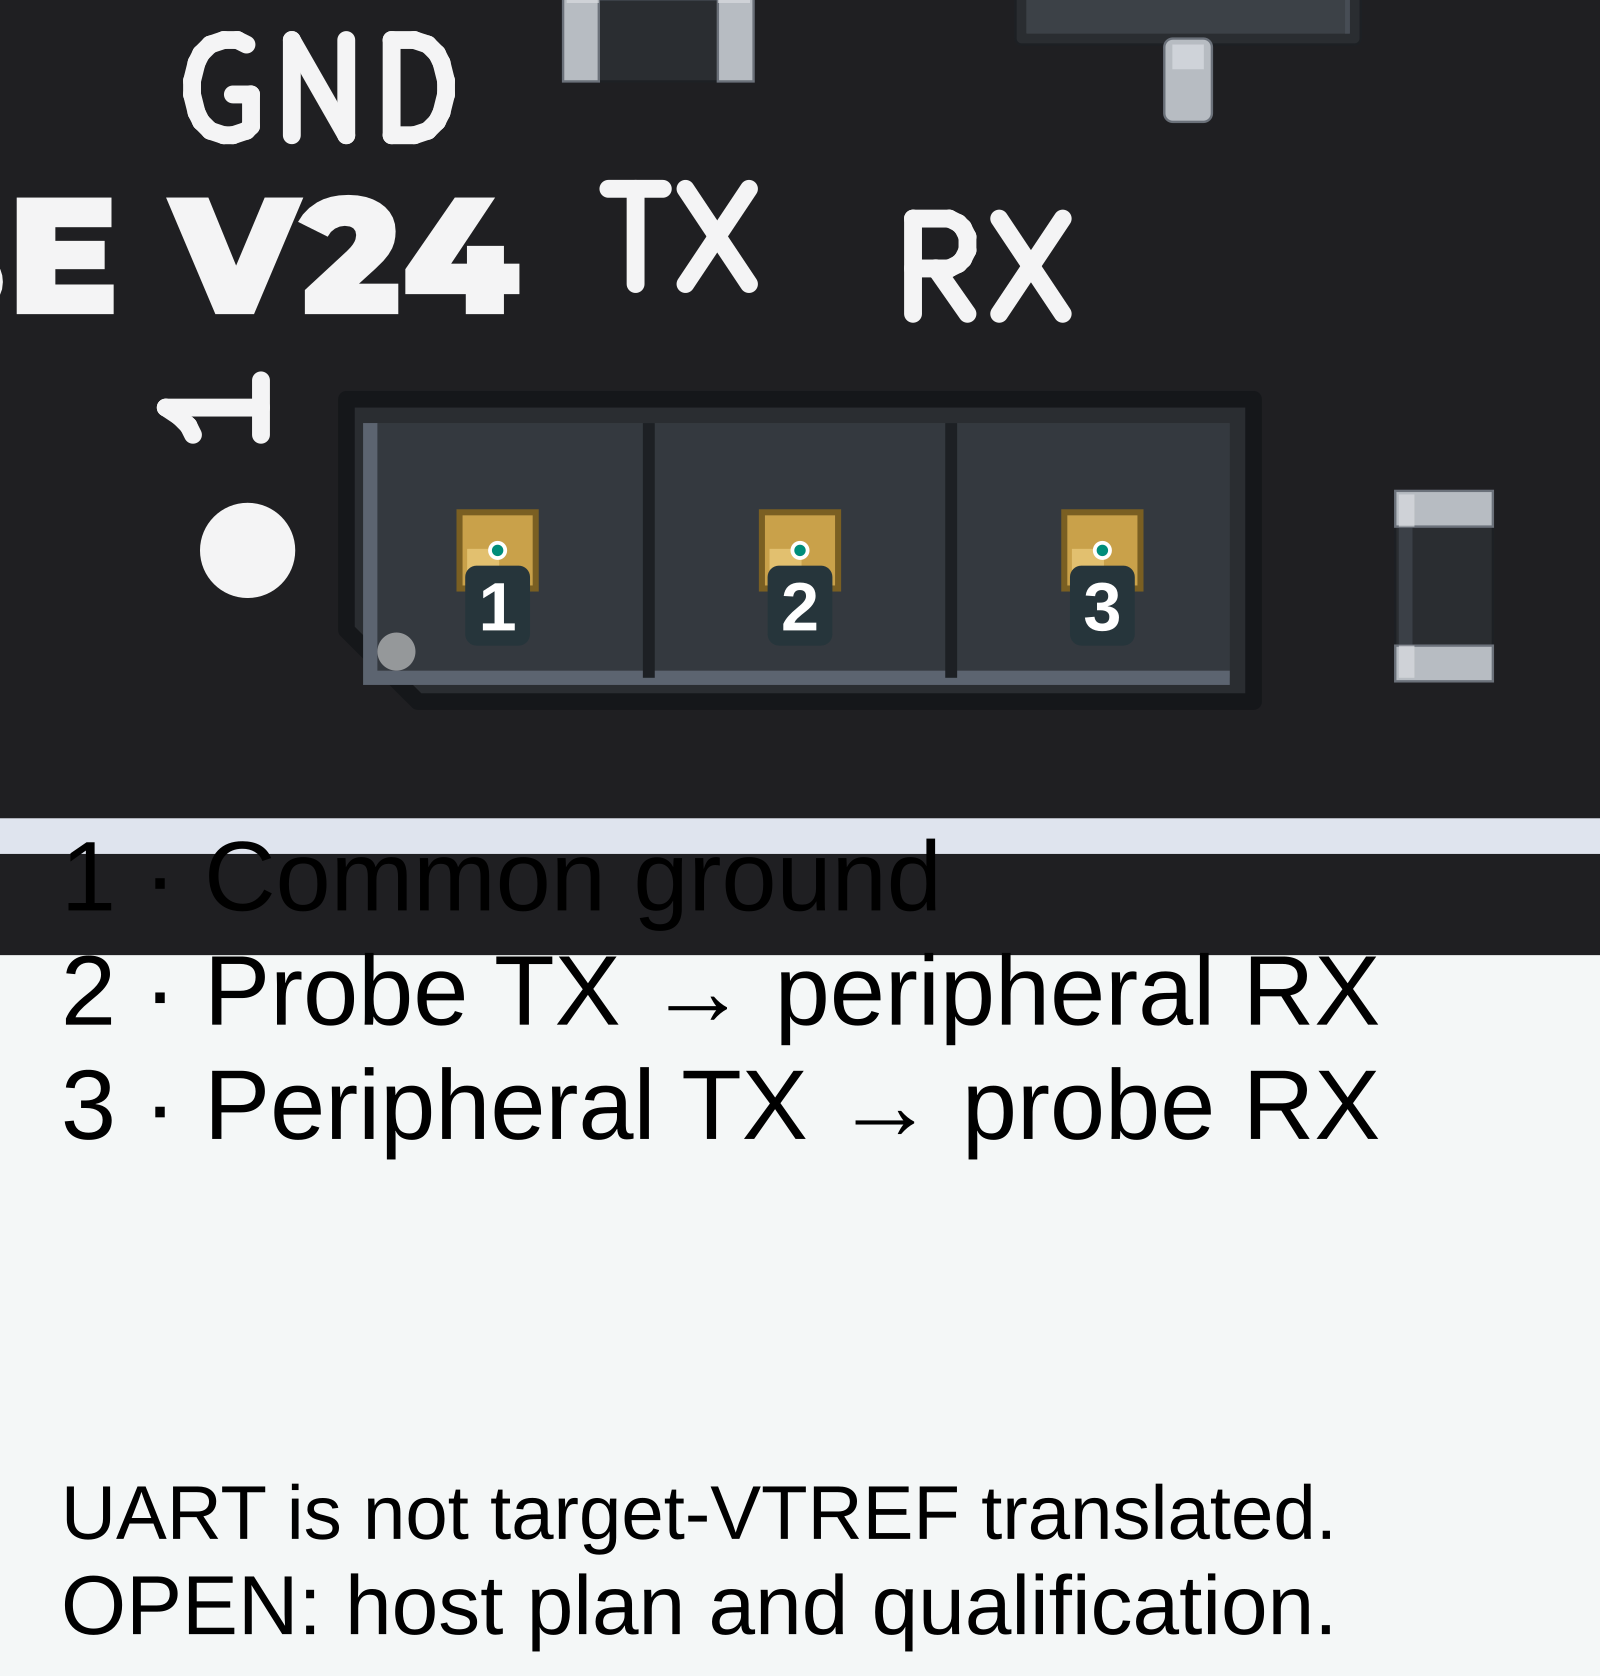 GND
E V24 TX RX
1
1 2 3
1 · Common ground
2 · Probe TX → peripheral RX
3 · Peripheral TX → probe RX
UART is not target-VTREF translated.
OPEN: host plan and qualification.